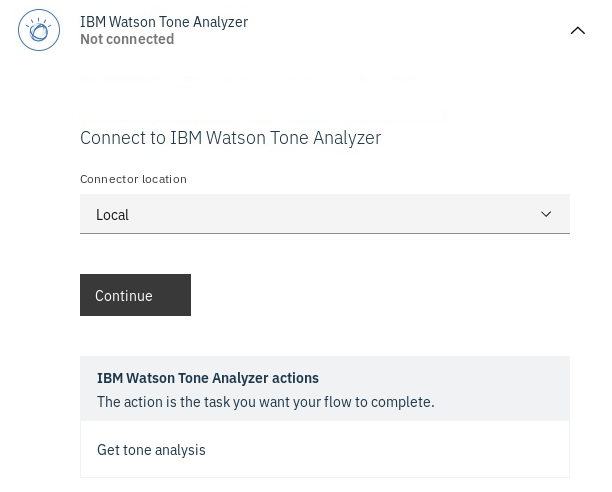 IBM Watson Tone Analyzer
Not connected
Connect to IBM Watson Tone Analyzer
Connector location
Local
Continue
IBM Watson Tone Analyzer actions
The action is the task you want your flow to complete.
Get tone analysis